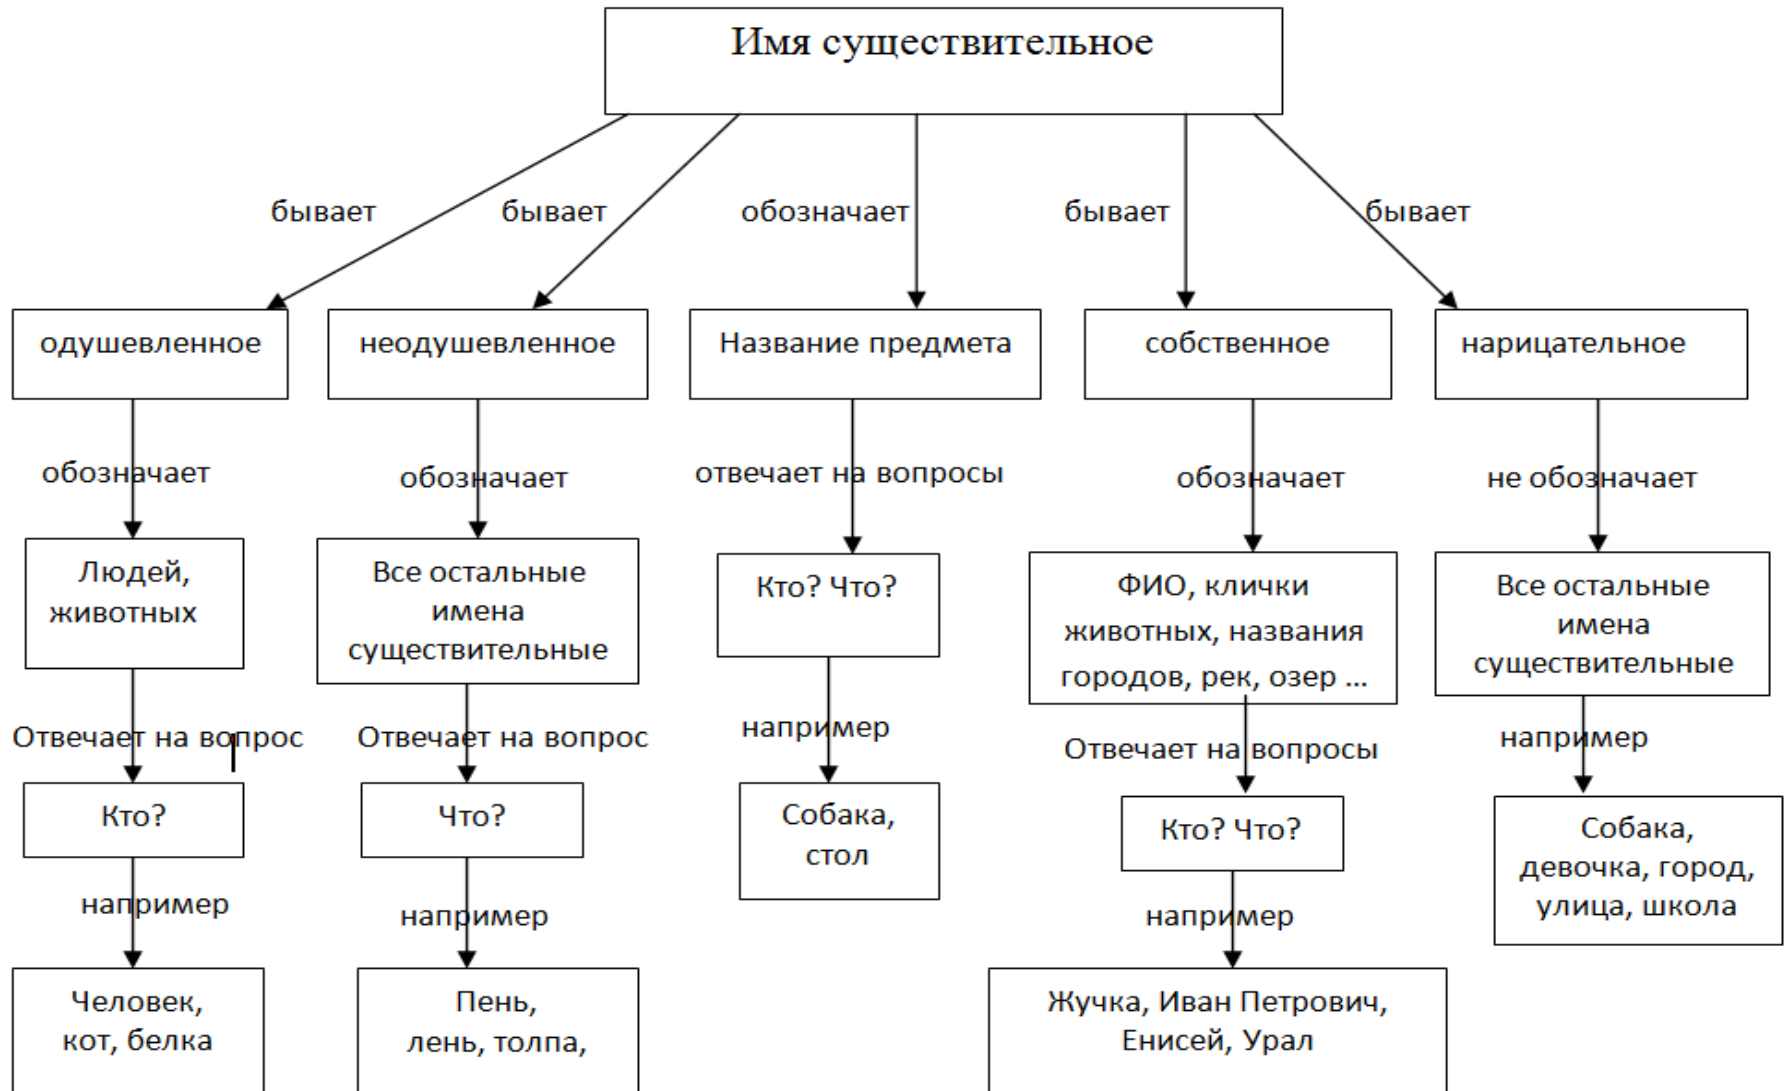 Имя существительное
бывает
бывает
обозначает
бывает
бывает
одушевленное
неодушевленное
Название предмета
собственное
нарицательное
обозначает
обозначает
отвечает на вопросы
обозначает
не обозначает
Людей,
животных
Все остальные
имена
существительные
Кто? Что?
ФИО, клички
животных, названия
городов, рек, озер ...
Все остальные
имена
существительные
Отвечает на вопрос
Отвечает на вопрос
например
Отвечает на вопросы
например
Кто?
Что?
Собака,
стол
Кто? Что?
Собака,
девочка, город,
улица, школа
например
например
например
Человек,
кот, белка
Пень,
лень, толпа,
Жучка, Иван Петрович,
Енисей, Урал